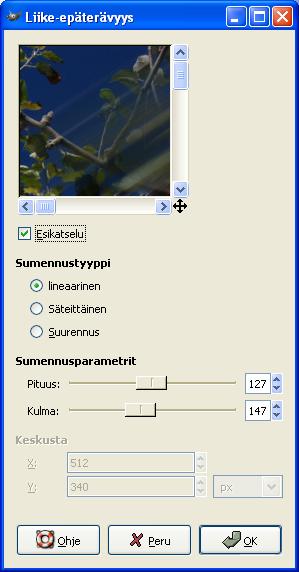 Liike-epäterävyys
Esikatselu
Sumennustyyppi
lineaarinen
Säteittäinen
Suurennus
Sumennusparametrit
Pituus: 127
Kulma: 147
Keskusta
X: 512
Y: 340 px
Ohje Peru OK